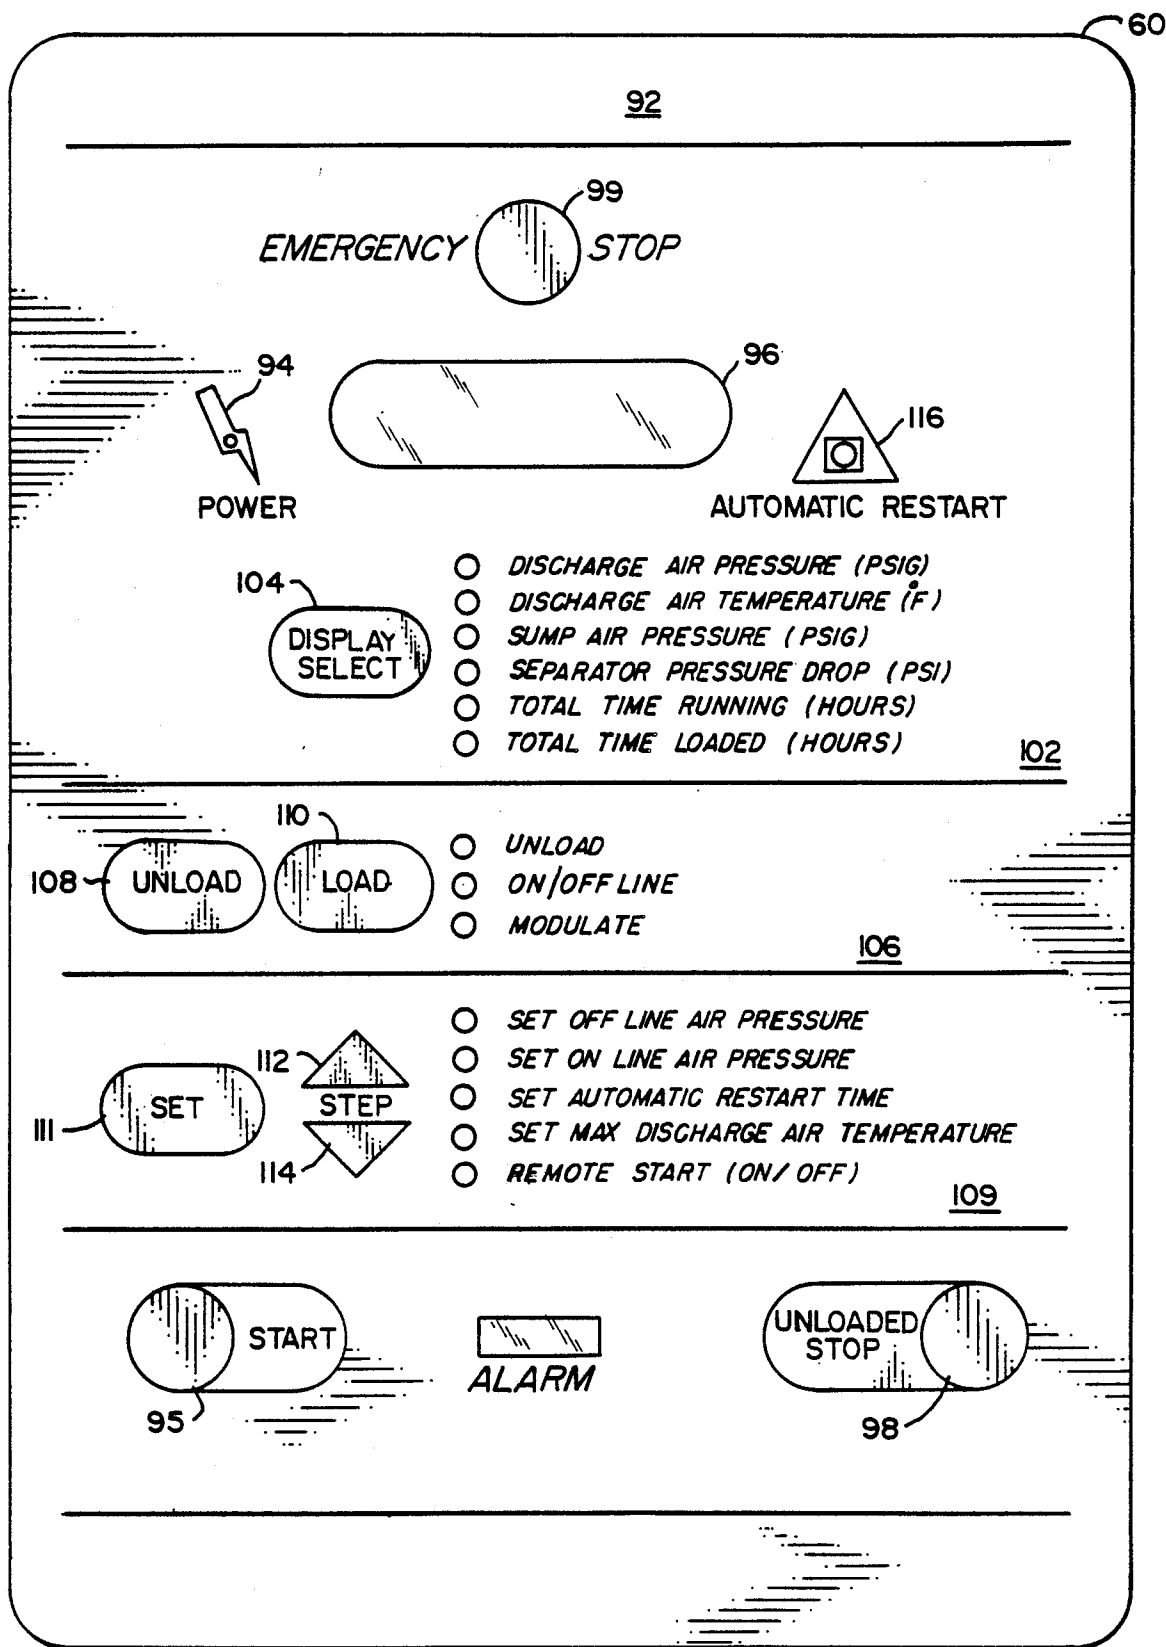 60
92
99
EMERGENCY STOP
94
96
116
POWER
AUTOMATIC RESTART
104
DISPLAY
SELECT
DISCHARGE AIR PRESSURE (PSIG)
DISCHARGE AIR TEMPERATURE (°F)
SUMP AIR PRESSURE (PSIG)
SEPARATOR PRESSURE DROP (PSI)
TOTAL TIME RUNNING (HOURS)
TOTAL TIME LOADED (HOURS)
102
110
108
UNLOAD
LOAD
UNLOAD
ON/OFF LINE
MODULATE
106
111
SET
112
STEP
114
SET OFF LINE AIR PRESSURE
SET ON LINE AIR PRESSURE
SET AUTOMATIC RESTART TIME
SET MAX DISCHARGE AIR TEMPERATURE
REMOTE START (ON/OFF)
109
START
95
ALARM
UNLOADED
STOP
98